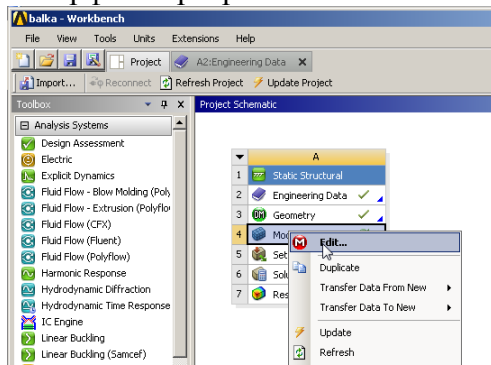 balka - Workbench
File View Tools Units Extensions Help
Project A2:Engineering Data
Import... Reconnect Refresh Project Update Project
Toolbox
Project Schematic
Analysis Systems
Design Assessment
Electric
Explicit Dynamics
Fluid Flow - Blow Molding (Poly
Fluid Flow - Extrusion (Polyflo
Fluid Flow (CFX)
Fluid Flow (Fluent)
Fluid Flow (Polyflow)
Harmonic Response
Hydrodynamic Diffraction
Hydrodynamic Time Response
IC Engine
Linear Buckling
Linear Buckling (Samcef)
A
1 Static Structural
2 Engineering Data
3 Geometry
4 Mod
5 Set
6 Solu
7 Res
Edit...
Duplicate
Transfer Data From New
Transfer Data To New
Update
Refresh